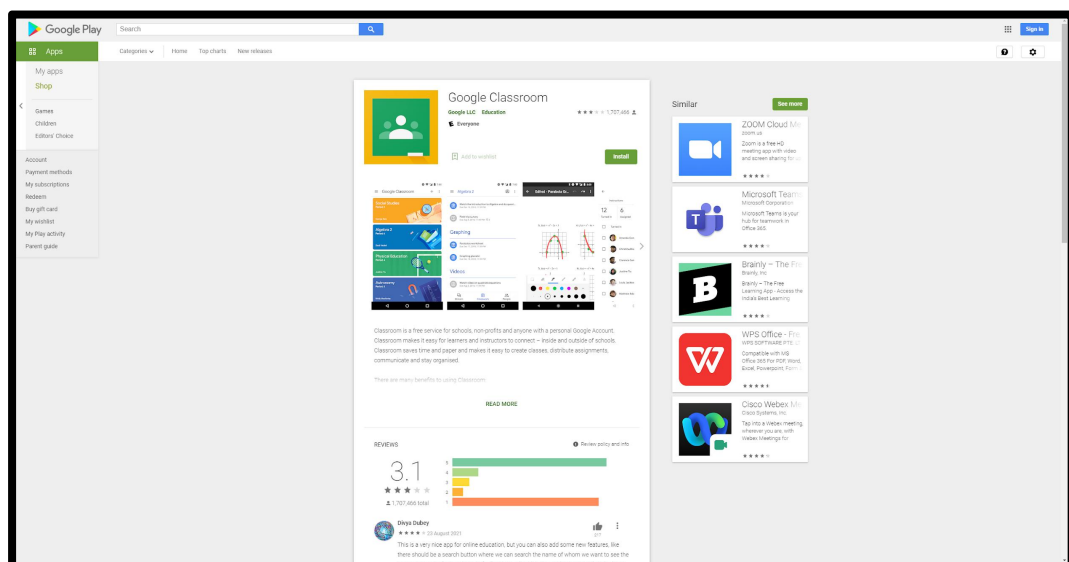 Google Play
Search
Sign in
Apps
Categories
Home
Top charts
New releases
My apps
Shop
Games
Children
Editors' Choice
Account
Payment methods
My subscriptions
Redeem
Buy gift card
My wishlist
My Play activity
Parent guide
Google Classroom
Google LLC Education
1,707,466
E Everyone
Add to wishlist
Install
Google Classroom
Social Studies
Algebra 2
Physical Education
Algebra 2
Graphing
Videos
12 6
Classroom is a free service for schools, non-profits and anyone with a personal Google Account.
Classroom makes it easy for learners and instructors to connect – inside and outside of schools.
Classroom saves time and paper and makes it easy to create classes, distribute assignments,
communicate and stay organised.
There are many benefits to using Classroom:
READ MORE
REVIEWS
Review policy and info
3.1
1,707,466 total
5
4
3
2
1
Divya Dubey
23 August 2021
This is a very nice app for online education, but you can also add some new features, like
there should be a search button where we can search the name of whom we want to see the
Similar
See more
ZOOM Cloud Me
zoom.us
Zoom is a free HD
meeting app with video
and screen sharing for
Microsoft Team
Microsoft Corporation
Microsoft Teams is your
hub for teamwork in
Office 365.
B
Brainly – The Fre
Brainly, Inc
Brainly – The Free
Learning App - Access the
India's Best Learning
WPS Office - Fre
WPS SOFTWARE PTE.
Compatible with MS
Office 365 For PDF, Word,
Excel, Powerpoint, Form
Cisco Webex Me
Cisco Systems, Inc.
Tap into a Webex meeting,
wherever you are, with
Webex Meetings for